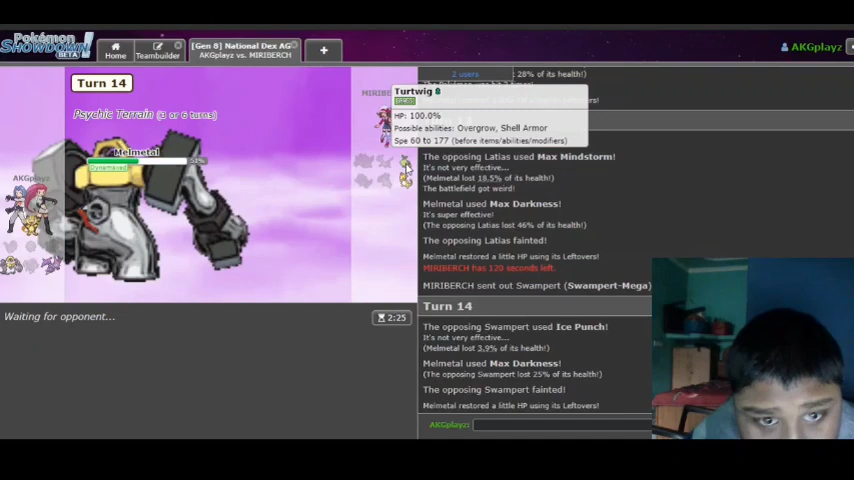 Pokémon
SHOWDOWN!
BETA
Home
Teambuilder
[Gen 8] National Dex AG
AKGplayz vs. MIRIBERCH
AKGplayz
Turn 14
Psychic Terrain (3 or 6 turns)
Melmetal
Dynamaxed
AKGplayz
Turtwig
GRASS
HP: 100.0%
Possible abilities: Overgrow, Shell Armor
Spe 60 to 177 (before items/abilities/modifiers)
2 users
28% of its health!)
The opposing Latias used Max Mindstorm!
It's not very effective...
(Melmetal lost 18.5% of its health!)
The battlefield got weird!
Melmetal used Max Darkness!
It's super effective!
(The opposing Latias lost 46% of its health!)
The opposing Latias fainted!
Melmetal restored a little HP using its Leftovers!
MIRIBERCH has 120 seconds left.
MIRIBERCH sent out Swampert (Swampert-Mega)
Turn 14
The opposing Swampert used Ice Punch!
It's not very effective...
(Melmetal lost 3.9% of its health!)
Melmetal used Max Darkness!
(The opposing Swampert lost 25% of its health!)
The opposing Swampert fainted!
Melmetal restored a little HP using its Leftovers!
AKGplayz:
Waiting for opponent...
2:25